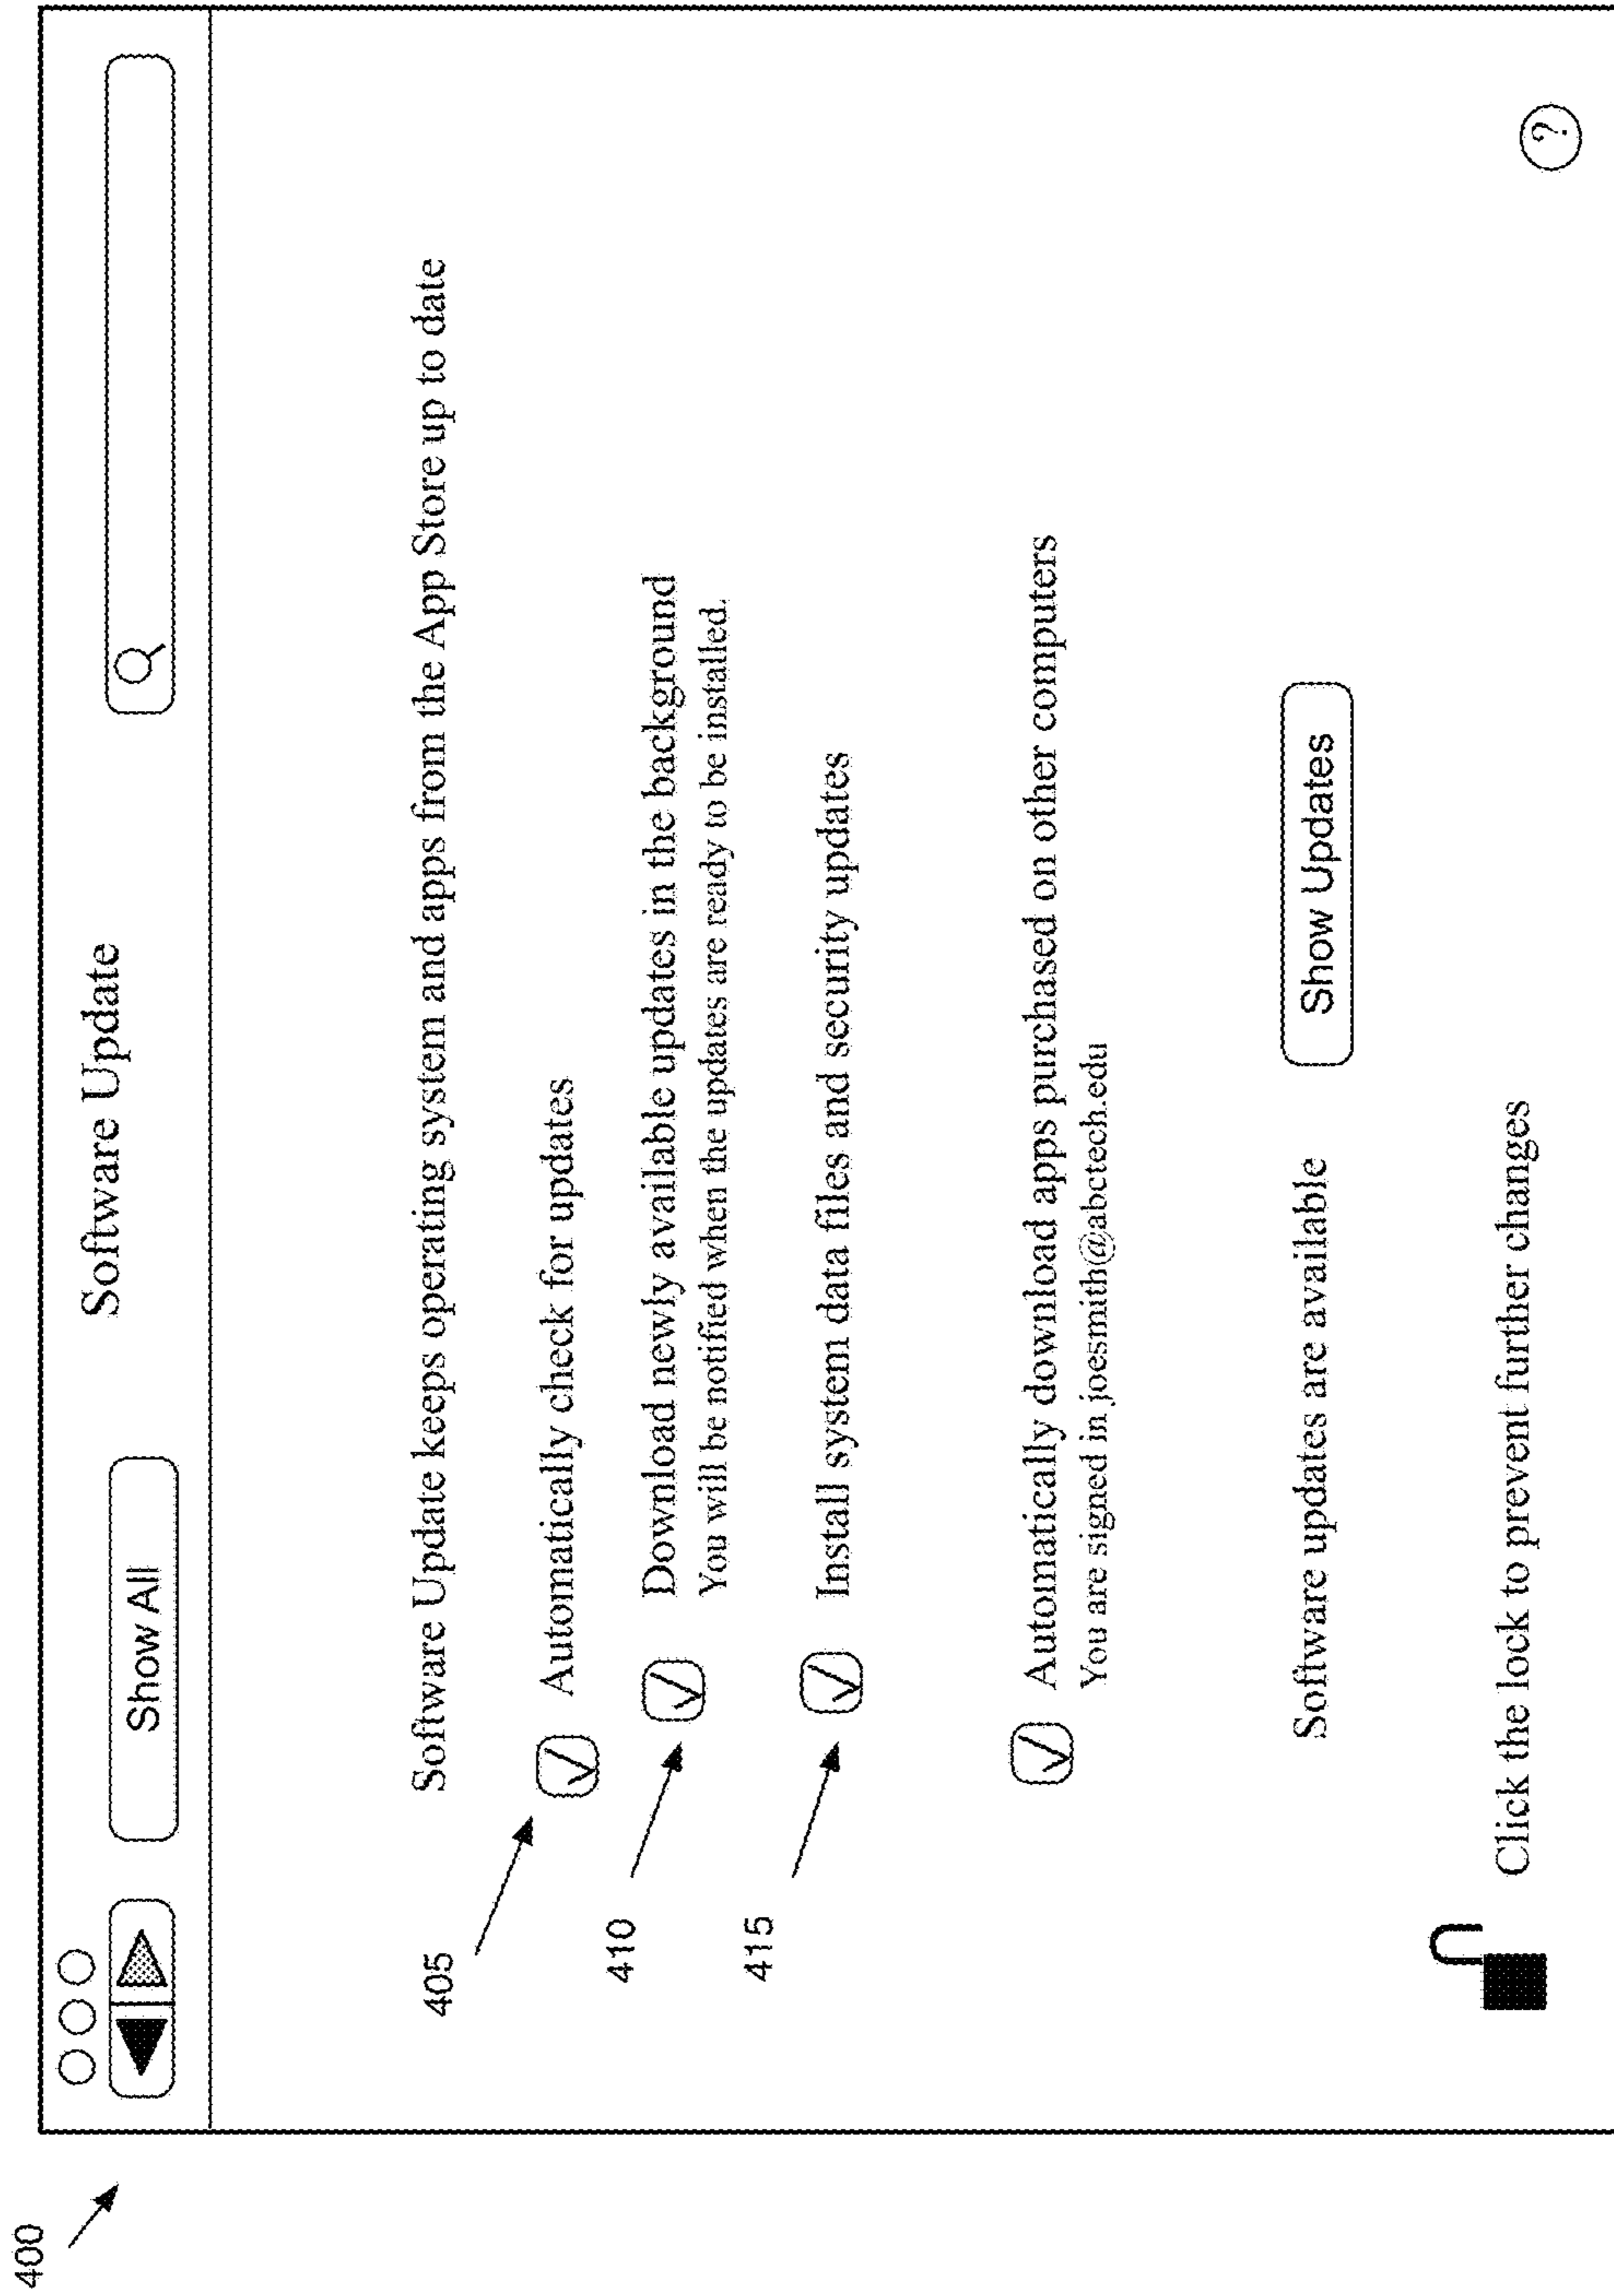 400
Software Update
Show All
Software Update keeps operating system and apps from the App Store up to date
405
Automatically check for updates
410
Download newly available updates in the background
You will be notified when the updates are ready to be installed.
415
Install system data files and security updates
Automatically download apps purchased on other computers
You are signed in joesmith@abctech.edu
Software updates are available
Show Updates
Click the lock to prevent further changes
?